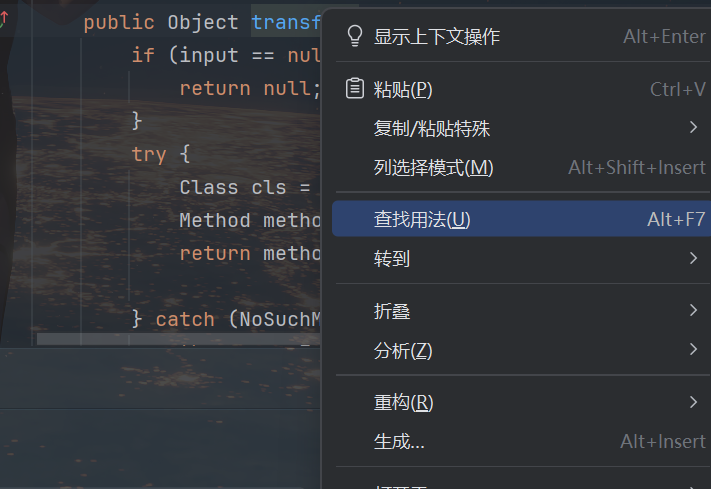 public Object transf
if (input == nul
return null;
}
try {
Class cls =
Method metho
return metho
} catch (NoSuchM
显示上下文操作 Alt+Enter
粘贴(P) Ctrl+V
复制/粘贴特殊
列选择模式(M) Alt+Shift+Insert
查找用法(U) Alt+F7
转到
折叠
分析(Z)
重构(R)
生成... Alt+Insert